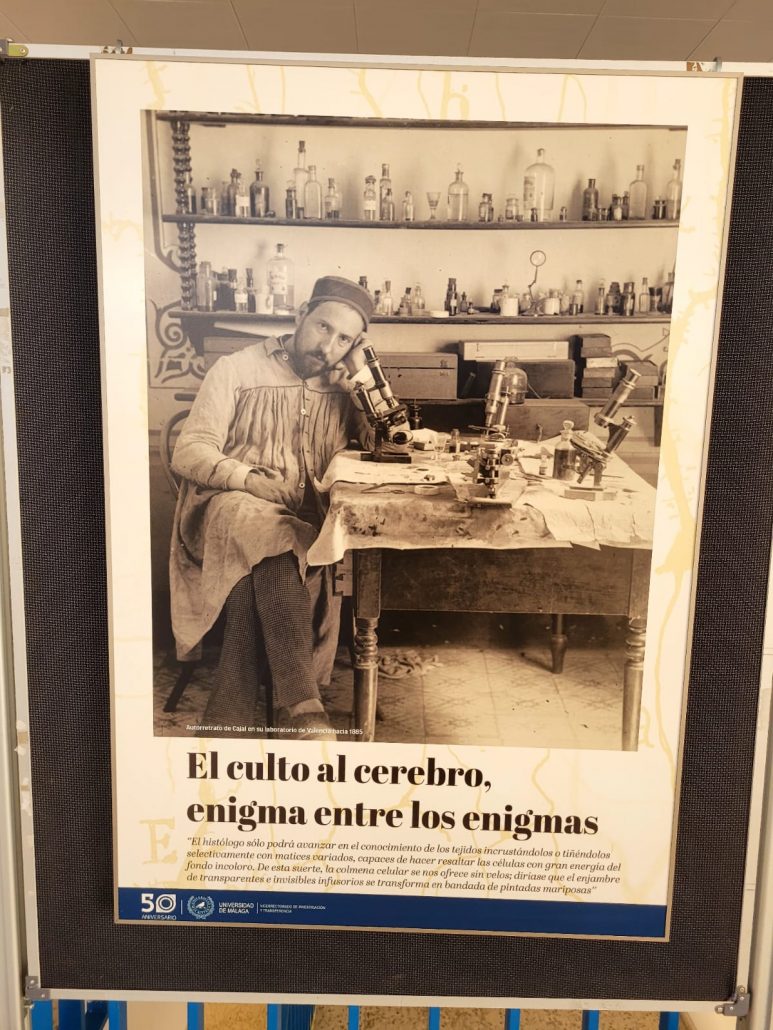 Autorretrato de Cajal en su laboratorio de Valencia hacia 1885
El culto al cerebro,
enigma entre los enigmas
"El histólogo sólo podrá avanzar en el conocimiento de los tejidos incrustándolos o tiñéndolos
selectivamente con matices variados, capaces de hacer resaltar las células con gran energía del
fondo incoloro. De esta suerte, la colmena celular se nos ofrece sin velos; diríase que el enjambre
de transparentes e invisibles infusorios se transforma en bandada de pintadas mariposas"
50
ANIVERSARIO
UNIVERSIDAD
DE MÁLAGA
VICERRECTORADO DE INVESTIGACIÓN
Y TRANSFERENCIA